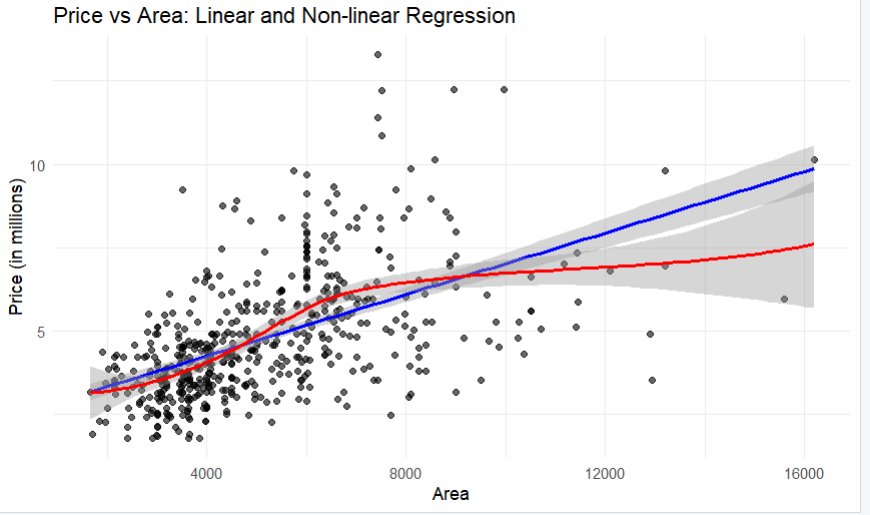 Price vs Area: Linear and Non-linear Regression
Price (in millions)
10
5
4000 8000 12000 16000
Area